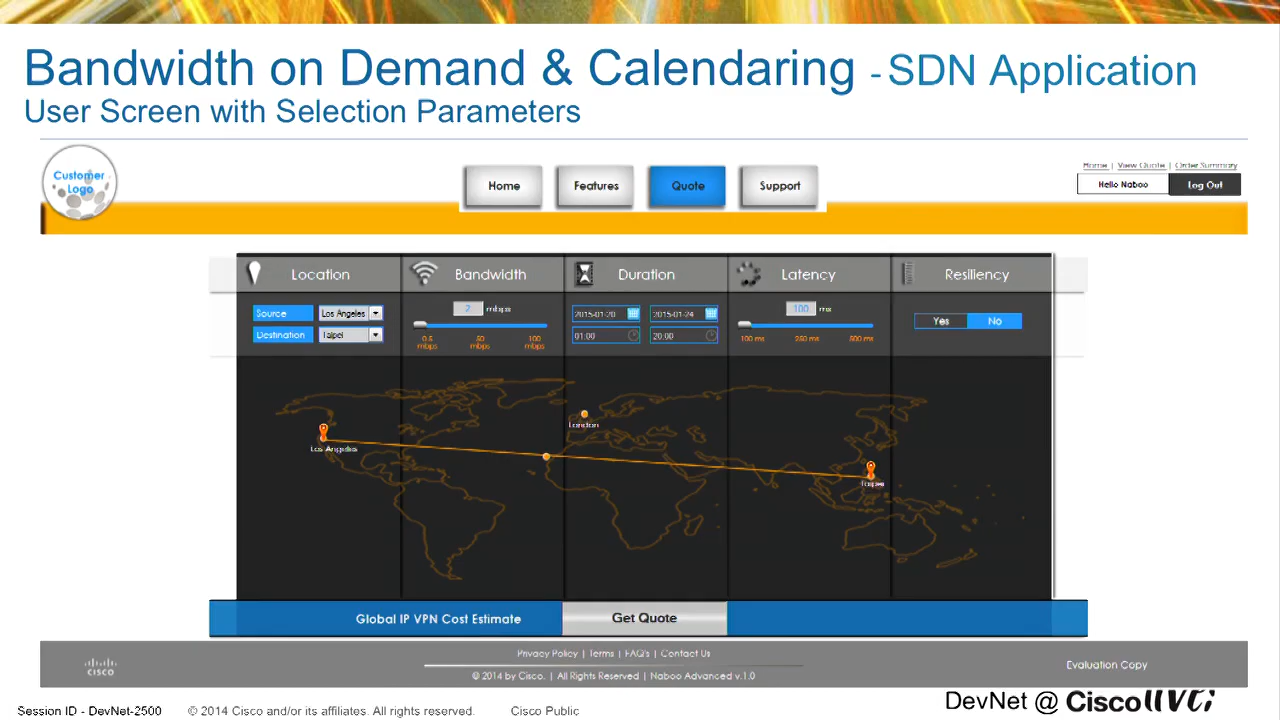 Bandwidth on Demand & Calendaring - SDN Application
User Screen with Selection Parameters
Customer
Logo
Home
Features
Quote
Support
Home | View Quote | Order Summary
Hello Naboo
Log Out
Location
Bandwidth
Duration
Latency
Resiliency
Source
Los Angeles
Destination
Taipei
2 mbps
0.5 mbps
50 mbps
100 mbps
2015-01-20
2015-01-24
01:00
20:00
100 ms
100 ms
250 ms
500 ms
Yes
No
London
Los Angeles
Taipei
Global IP VPN Cost Estimate
Get Quote
Privacy Policy | Terms | FAQ's | Contact Us
© 2014 by Cisco. | All Rights Reserved | Naboo Advanced v.1.0
CISCO
Evaluation Copy
DevNet @ Cisco live!
Session ID - DevNet-2500
© 2014 Cisco and/or its affiliates. All rights reserved.
Cisco Public